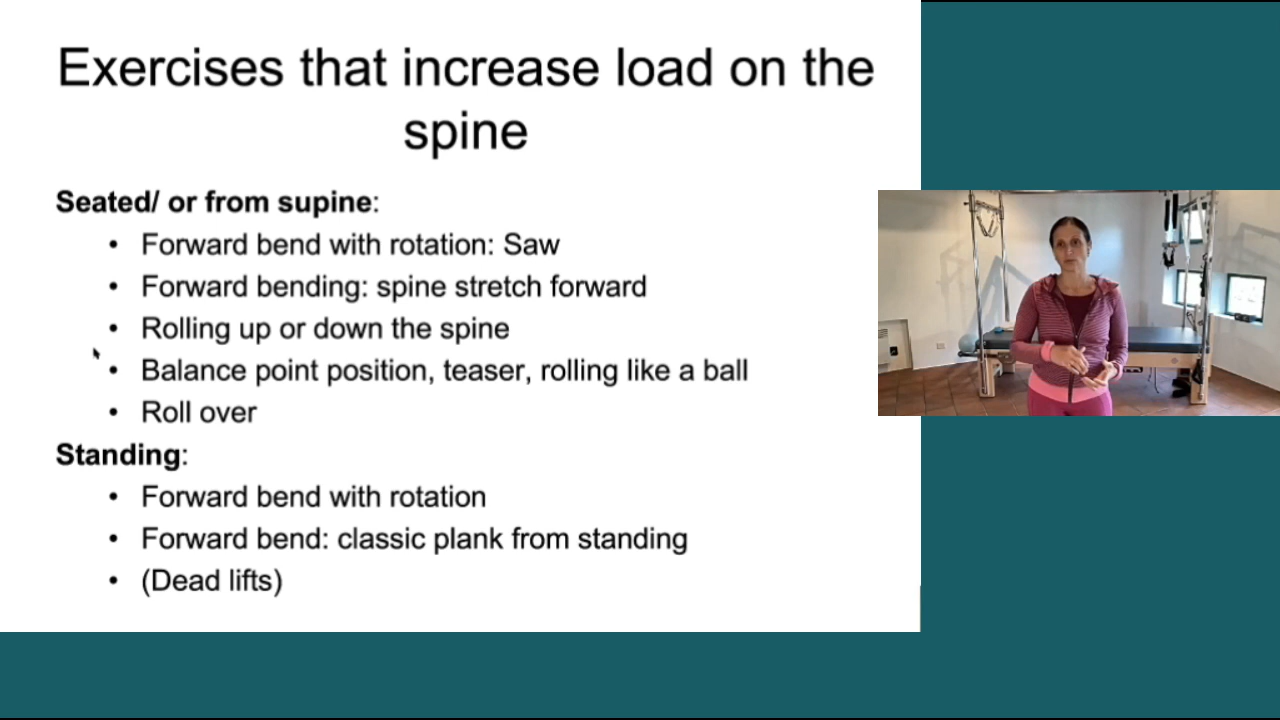 Exercises that increase load on the
spine
Seated/ or from supine:
• Forward bend with rotation: Saw
• Forward bending: spine stretch forward
• Rolling up or down the spine
• Balance point position, teaser, rolling like a ball
• Roll over
Standing:
• Forward bend with rotation
• Forward bend: classic plank from standing
• (Dead lifts)